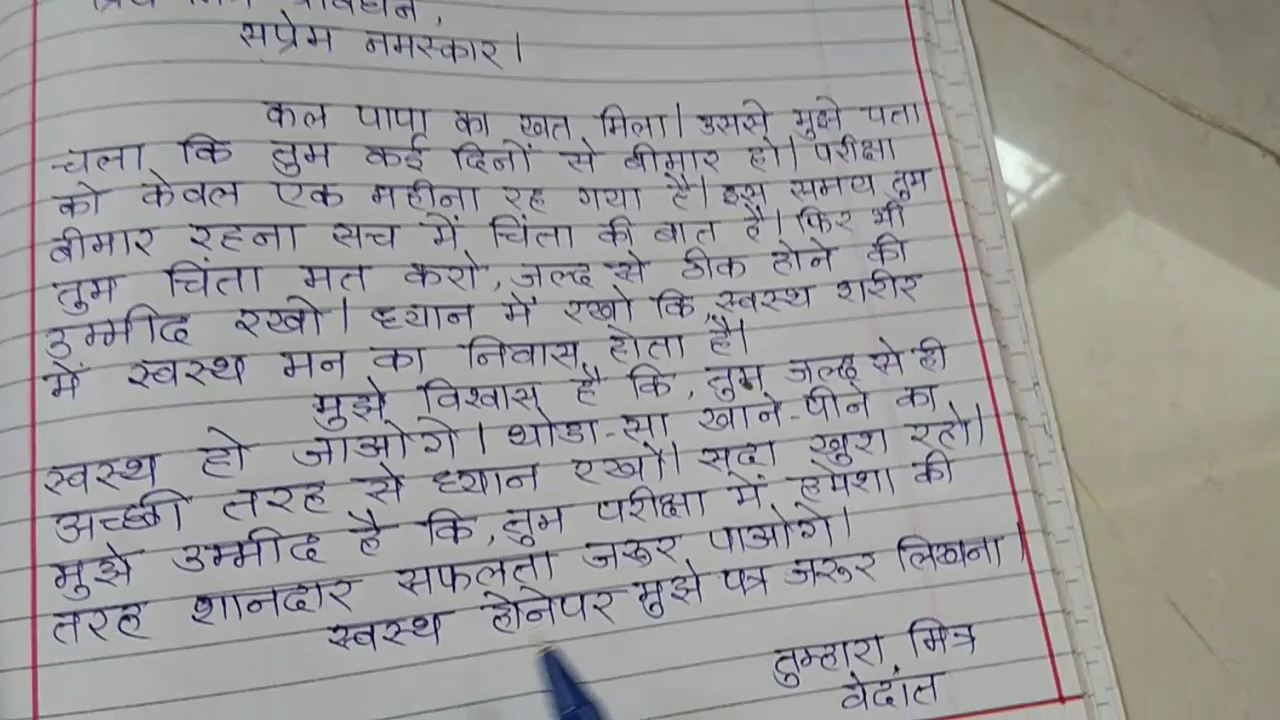 सप्रेम नमस्कार।
कल पापा का खत मिला। उससे मुझे पता
चला कि तुम कई दिनों से बीमार हो। परीक्षा
को केवल एक महीना रह गया है। इस समय तुम
बीमार रहना सच में चिंता की बात है। फिर भी
तुम चिंता मत करो, जल्द से ठीक होने की
उम्मीद रखो। ध्यान में रखो कि, स्वस्थ शरीर
में स्वस्थ मन का निवास होता है।
मुझे विश्वास है कि, तुम जल्द से ही
स्वस्थ हो जाओगे। थोडा-सा खाने-पीने का
अच्छी तरह से ध्यान रखो। सदा खुश रहो।
मुझे उम्मीद है कि, तुम परीक्षा में हमेशा की
तरह शानदार सफलता जरूर पाओगे।
स्वस्थ होनेपर मुझे पत्र जरूर लिखना।
तुम्हारा मित्र
वेदांत